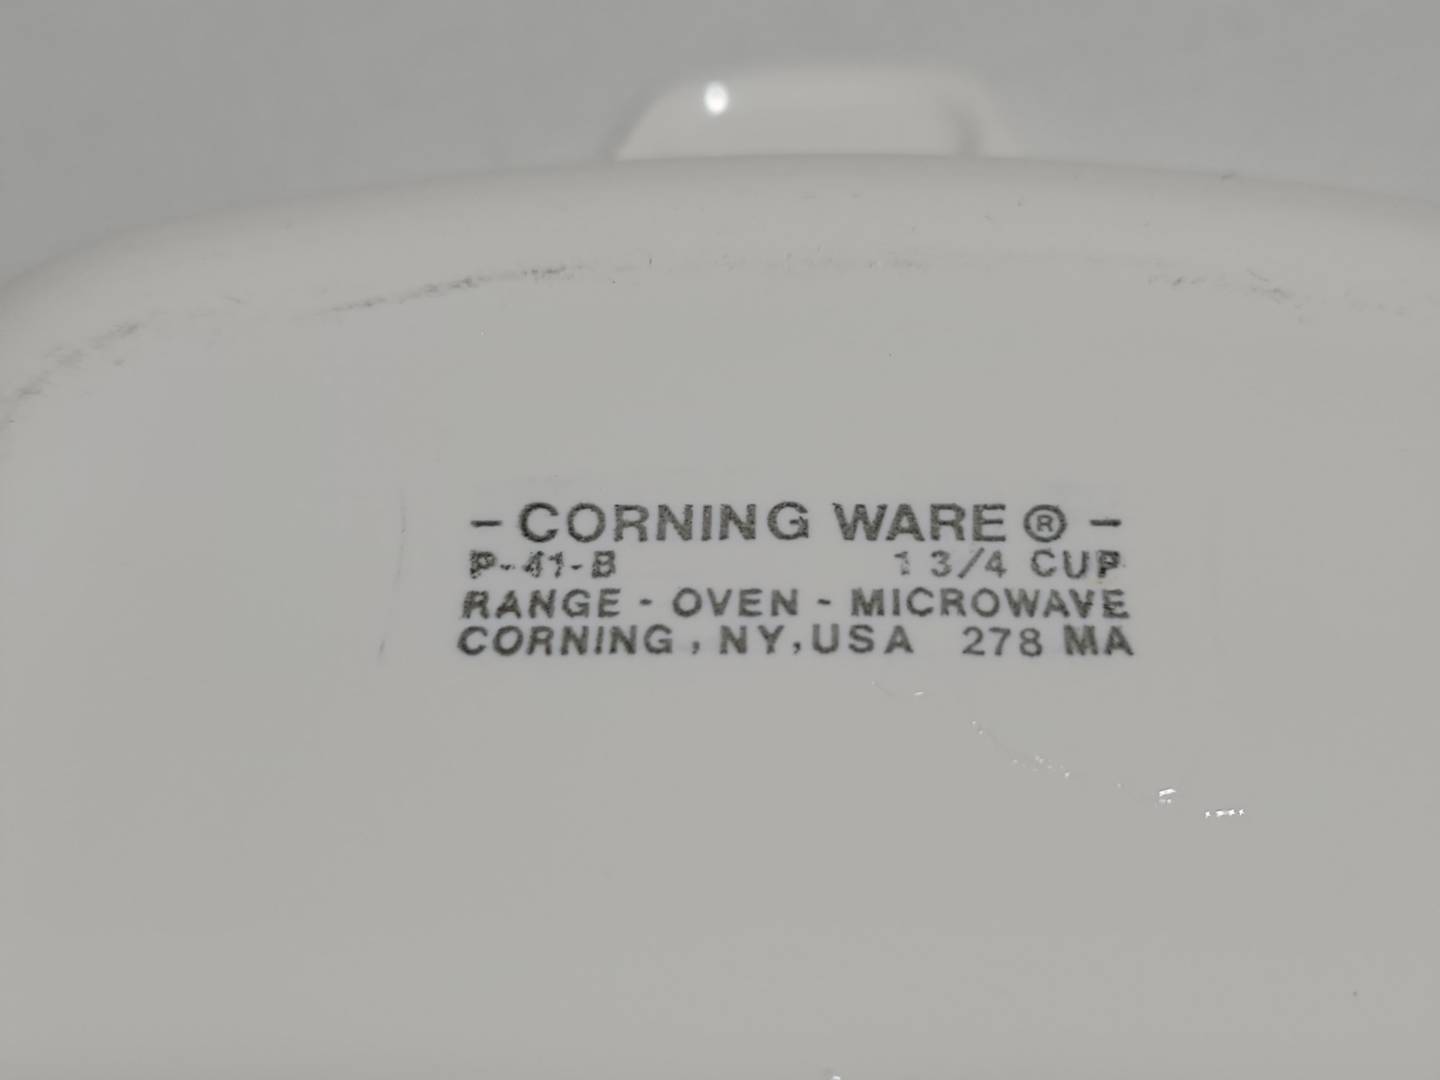 - CORNING WARE ® -
P-41-B 1 3/4 CUP
RANGE - OVEN - MICROWAVE
CORNING, NY, USA 278 MA